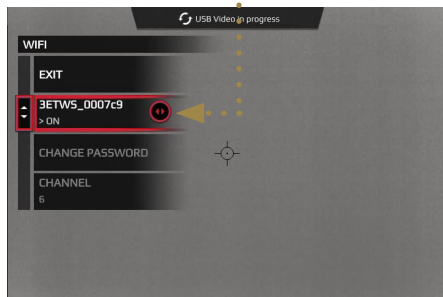 USB Video in progress
WIFI
EXIT
3ETWS_0007c9
> ON
CHANGE PASSWORD
CHANNEL
6